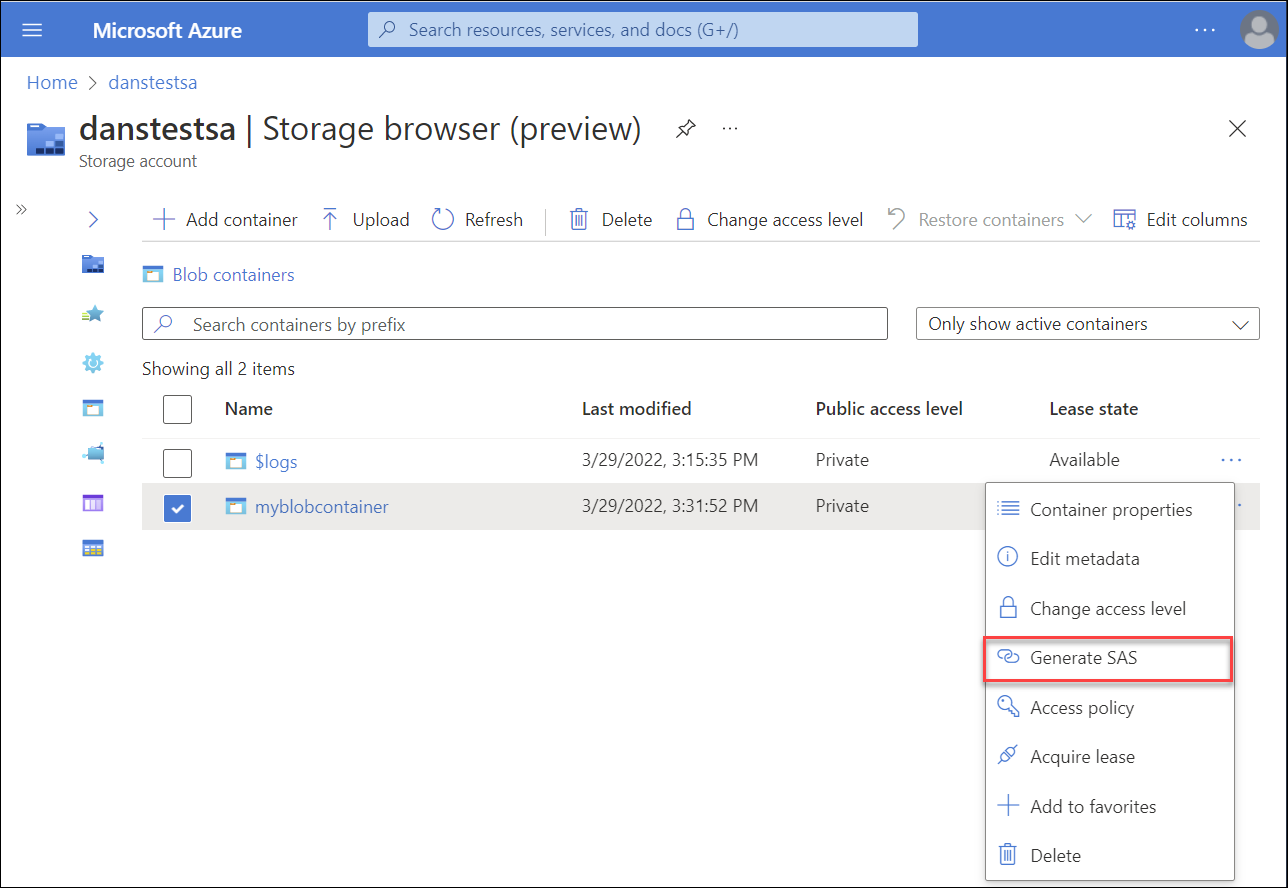 Microsoft Azure
Search resources, services, and docs (G+/)
Home > danstestsa
danstestsa | Storage browser (preview)
Storage account
Add container Upload Refresh Delete Change access level Restore containers Edit columns
Blob containers
Search containers by prefix Only show active containers
Showing all 2 items
Name Last modified Public access level Lease state
$logs 3/29/2022, 3:15:35 PM Private Available
myblobcontainer 3/29/2022, 3:31:52 PM Private
Container properties
Edit metadata
Change access level
Generate SAS
Access policy
Acquire lease
Add to favorites
Delete